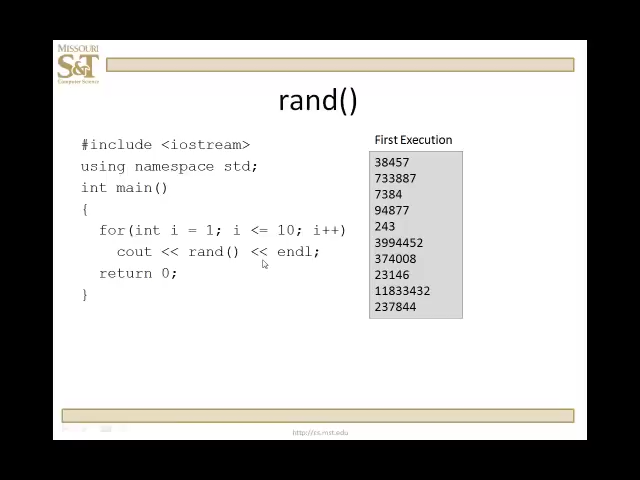 MISSOURI
S&T
Computer Science
rand()
#include <iostream>
using namespace std;
int main()
{
for(int i = 1; i <= 10; i++)
cout << rand() << endl;
return 0;
}
First Execution
38457
733887
7384
94877
243
3994452
374008
23146
11833432
237844
http://cs.mst.edu